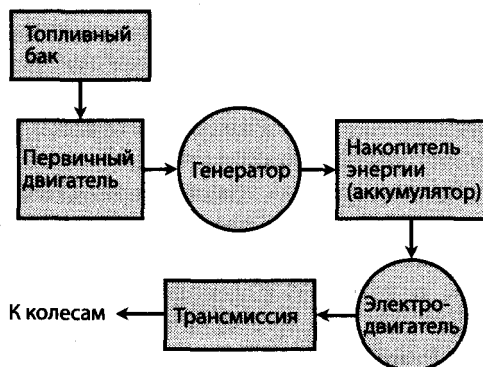 Топливный
бак
Первичный
двигатель
Генератор
Накопитель
энергии
(аккумулятор)
Электро-
двигатель
Трансмиссия
К колесам